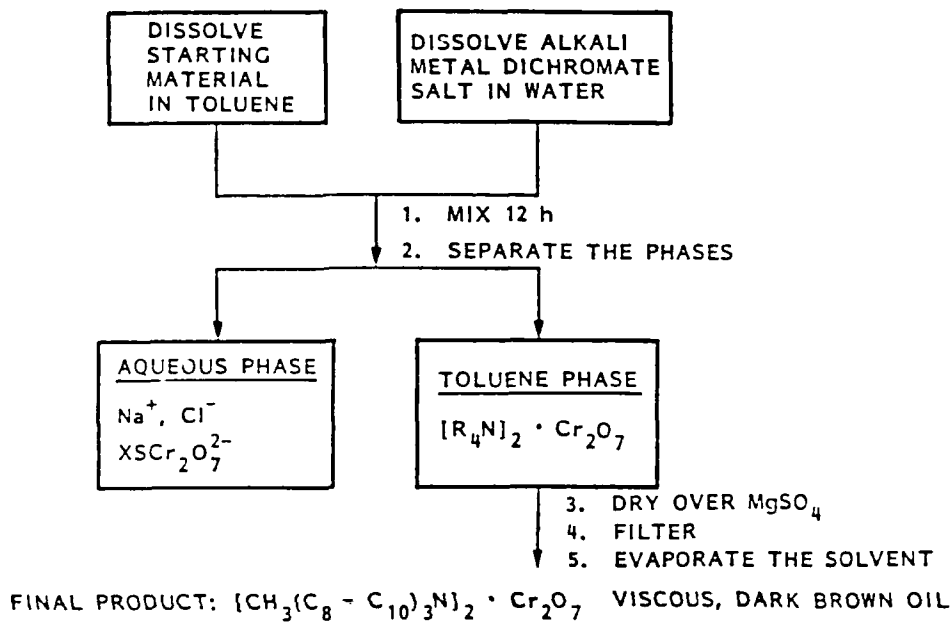 DISSOLVE
STARTING
MATERIAL
IN TOLUENE
DISSOLVE ALKALI
METAL DICHROMATE
SALT IN WATER
1. MIX 12 h
2. SEPARATE THE PHASES
AQUEOUS PHASE
Na⁺, Cl⁻
XSCr₂O₇²⁻
TOLUENE PHASE
[R₄N]₂ · Cr₂O₇
3. DRY OVER MgSO₄
4. FILTER
5. EVAPORATE THE SOLVENT
FINAL PRODUCT: [CH₃(C₈ – C₁₀)₃N]₂ · Cr₂O₇ VISCOUS, DARK BROWN OIL